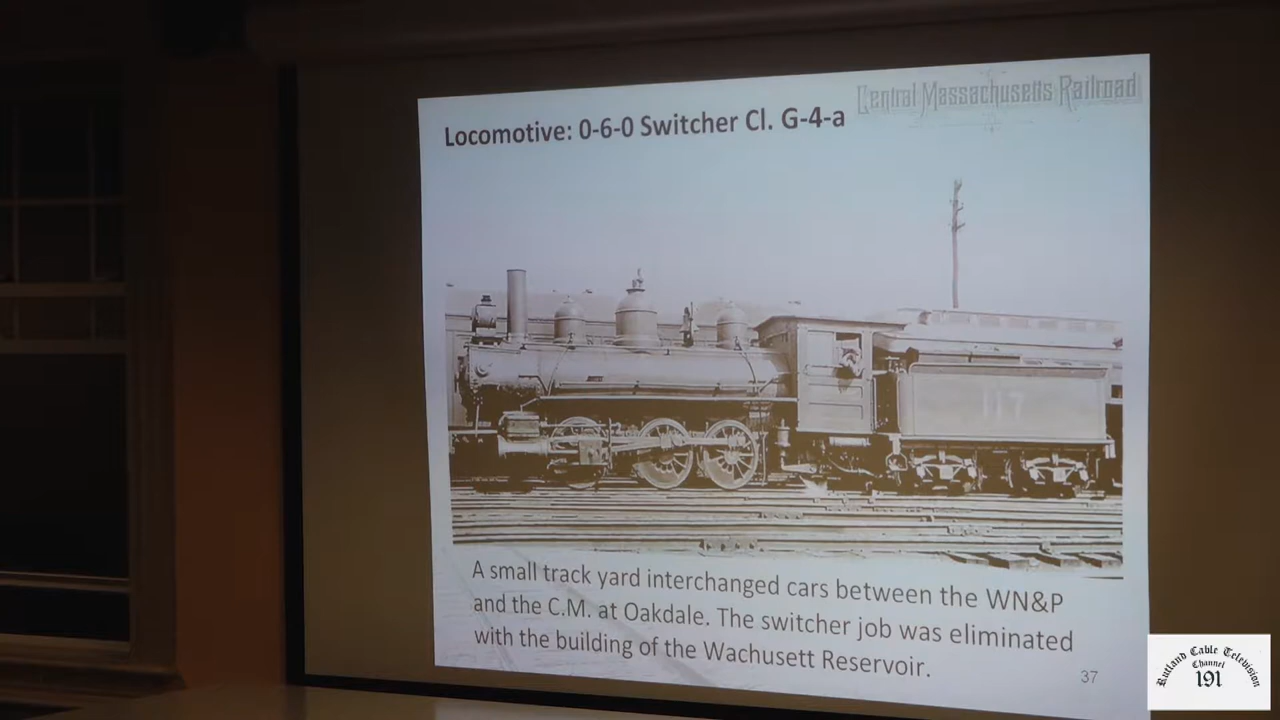 Central Massachusetts Railroad
Locomotive: 0-6-0 Switcher Cl. G-4-a
A small track yard interchanged cars between the WN&P
and the C.M. at Oakdale. The switcher job was eliminated
with the building of the Wachusett Reservoir.
37
Rutland Cable Television
Channel
191